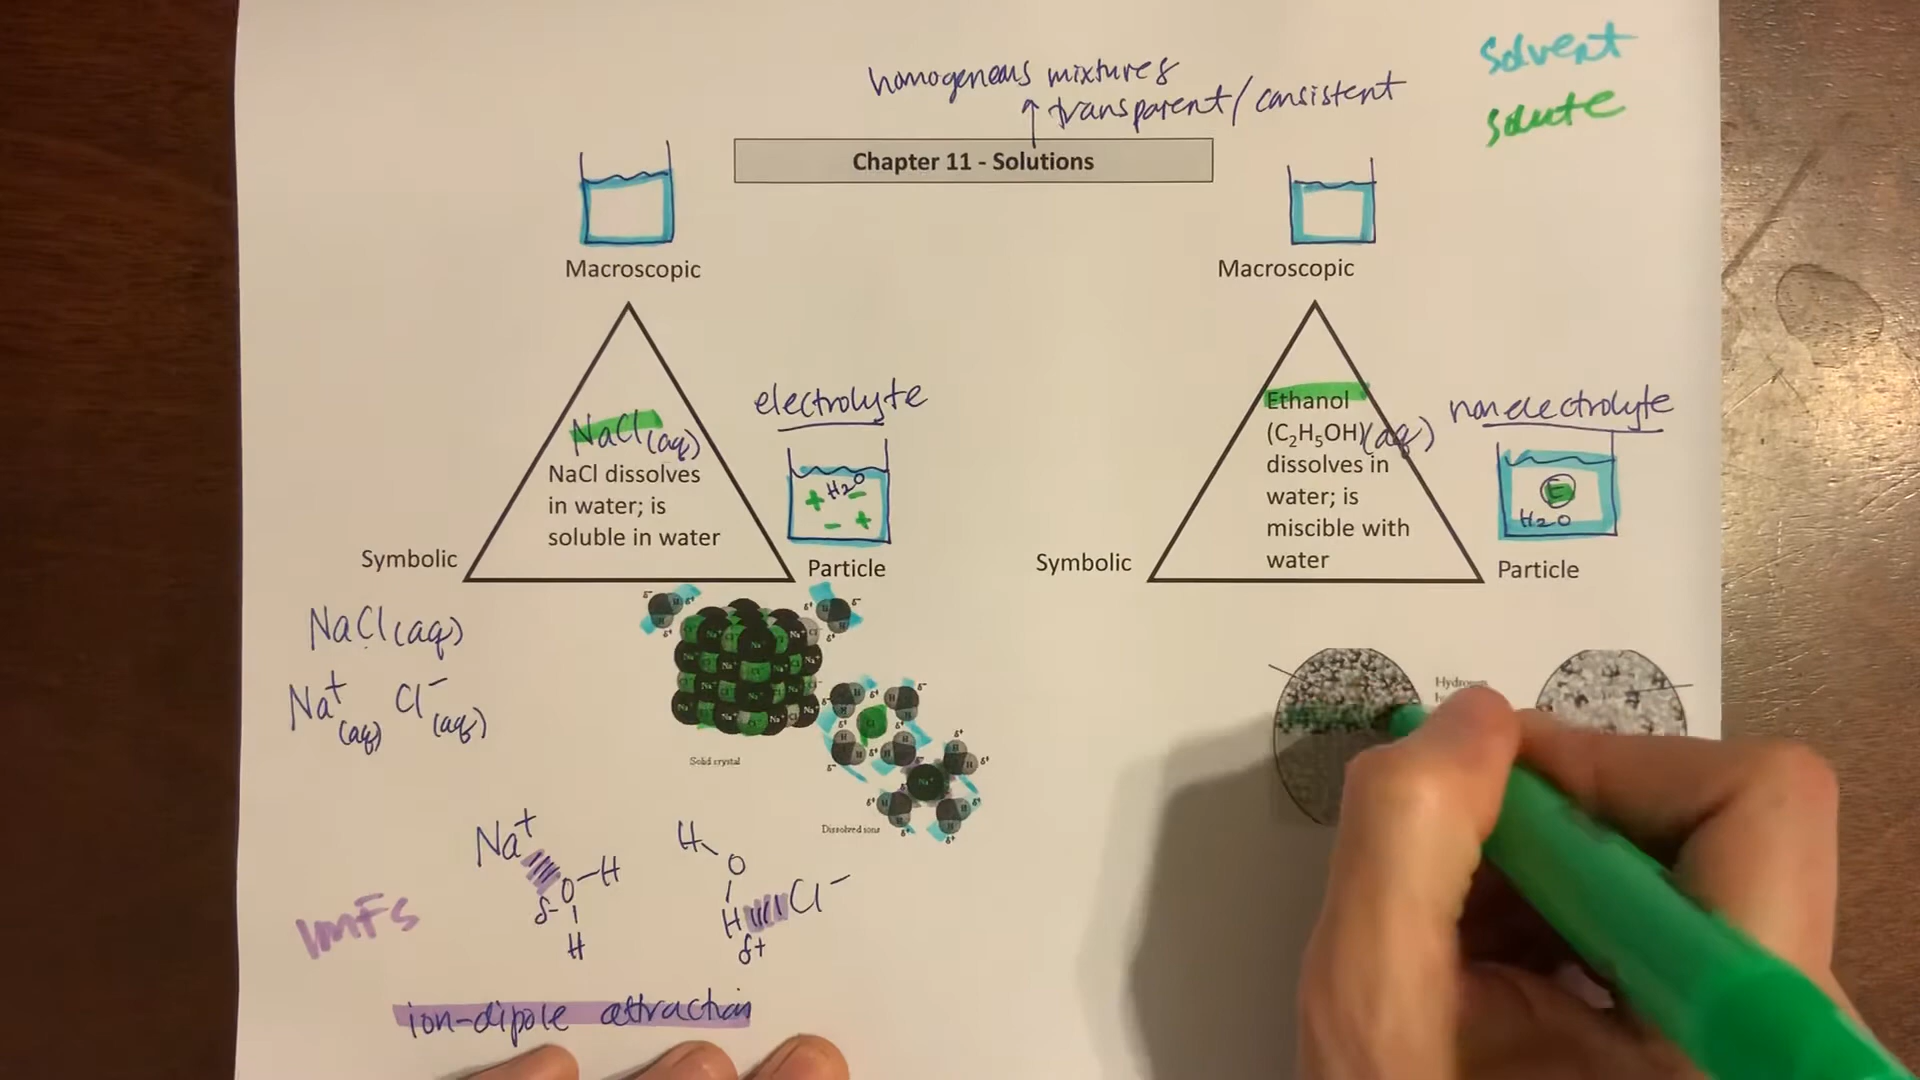 Solvent
Solute
homogeneous mixtures
transparent/consistent
Chapter 11 - Solutions
Macroscopic
Macroscopic
electrolyte
NaCl(aq)
NaCl dissolves
in water; is
soluble in water
H2O
+ -
- +
Symbolic
Particle
nonelectrolyte
Ethanol
(C₂H₅OH)(aq)
dissolves in
water; is
miscible with
water
E
H2O
Symbolic
Particle
NaCl(aq)
Na⁺(aq) Cl⁻(aq)
Solid crystal
Dissolved ions
Na⁺
O-H
δ-
H
H
O
H Cl⁻
δ+
IMFs
ion-dipole attraction